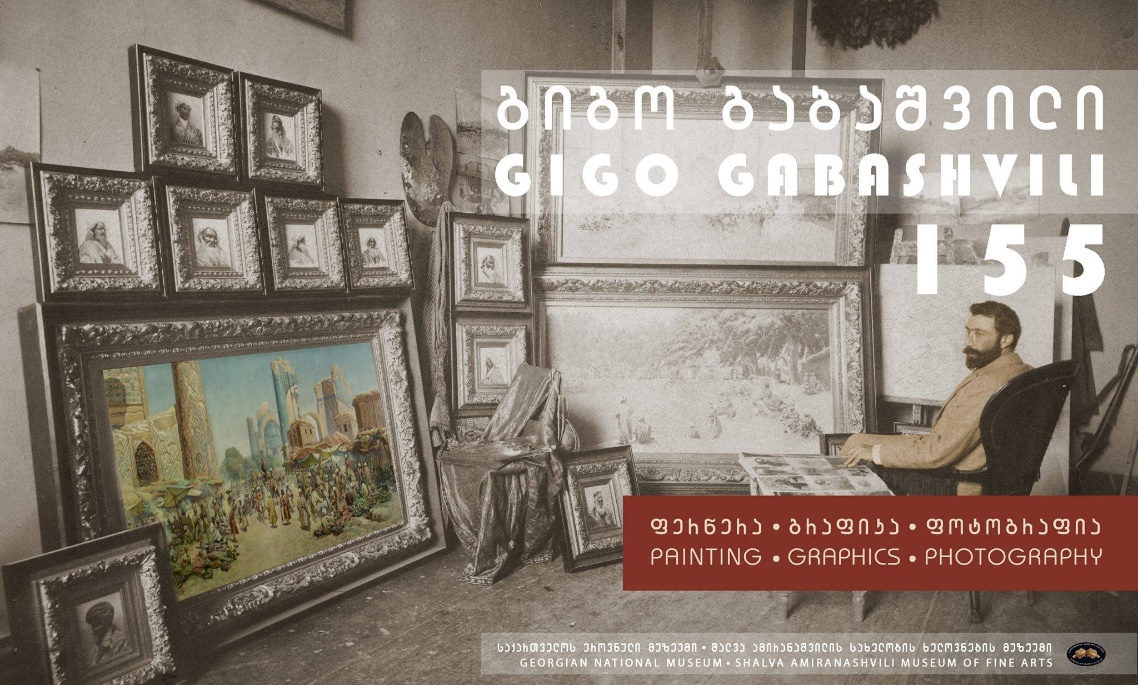 გიგო გაბაშვილი
GIGO GABASHVILI
155
ფერწერა • გრაფიკა • ფოტოგრაფია
PAINTING • GRAPHICS • PHOTOGRAPHY
საქართველოს ეროვნული მუზეუმი • შალვა ამირანაშვილის სახელობის ხელოვნების მუზეუმი
GEORGIAN NATIONAL MUSEUM • SHALVA AMIRANASHVILI MUSEUM OF FINE ARTS